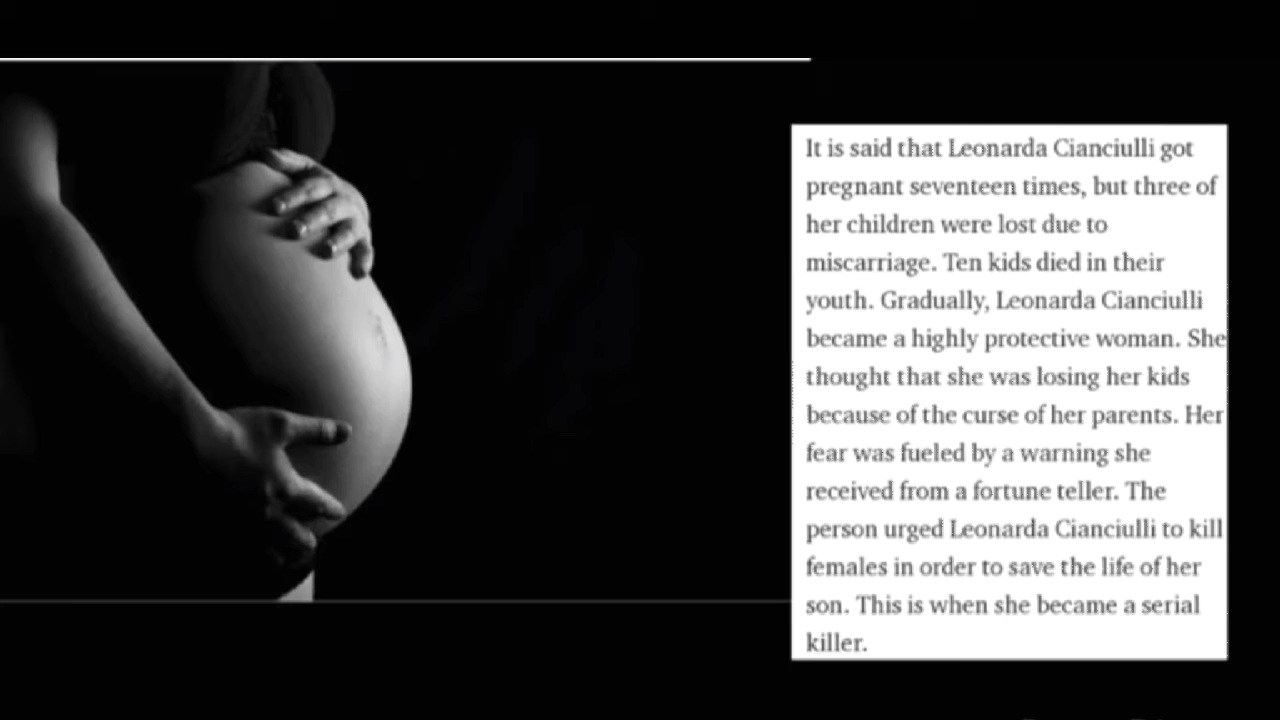 It is said that Leonarda Cianciulli got
pregnant seventeen times, but three of
her children were lost due to
miscarriage. Ten kids died in their
youth. Gradually, Leonarda Cianciulli
became a highly protective woman. She
thought that she was losing her kids
because of the curse of her parents. Her
fear was fueled by a warning she
received from a fortune teller. The
person urged Leonarda Cianciulli to kill
females in order to save the life of her
son. This is when she became a serial
killer.